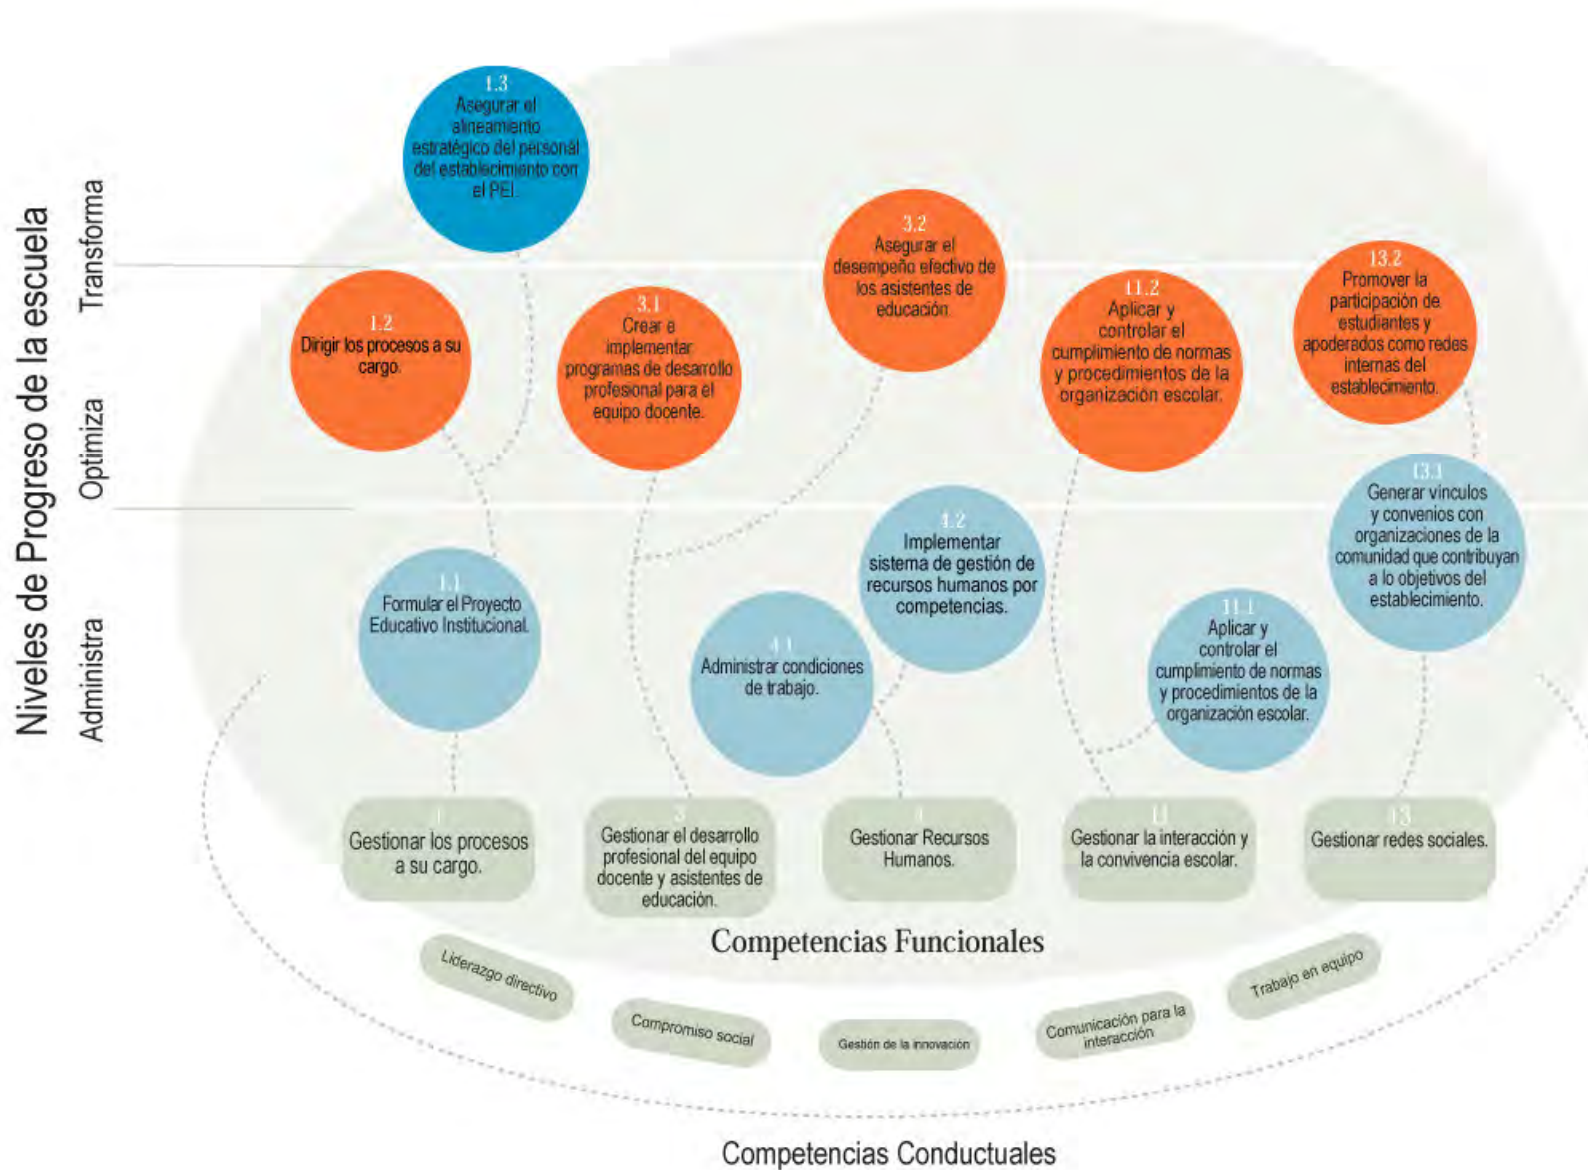 Niveles de Progreso de la escuela
Transforma
Optimiza
Administra
1.3
Asegurar el
alineamiento
estratégico del personal
del establecimiento con
el PEI.
1.2
Dirigir los procesos a su
cargo.
3.1
Crear e
implementar
programas de desarrollo
profesional para el
equipo docente.
3.2
Asegurar el
desempeño efectivo de
los asistentes de
educación.
11.2
Aplicar y
controlar el
cumplimiento de normas
y procedimientos de la
organización escolar.
13.2
Promover la
participación de
estudiantes y
apoderados como redes
internas del
establecimiento.
1.1
Formular el Proyecto
Educativo Institucional.
4.1
Administrar condiciones
de trabajo.
4.2
Implementar
sistema de gestión de
recursos humanos por
competencias.
11.1
Aplicar y
controlar el
cumplimiento de normas
y procedimientos de la
organización escolar.
13.1
Generar vínculos
y convenios con
organizaciones de la
comunidad que contribuyan
a lo objetivos del
establecimiento.
1
Gestionar los procesos
a su cargo.
3
Gestionar el desarrollo
profesional del equipo
docente y asistentes de
educación.
Gestionar Recursos
Humanos.
11
Gestionar la interacción y
la convivencia escolar.
13
Gestionar redes sociales.
Competencias Funcionales
Liderazgo directivo
Compromiso social
Gestión de la innovación
Comunicación para la
interacción
Trabajo en equipo
Competencias Conductuales